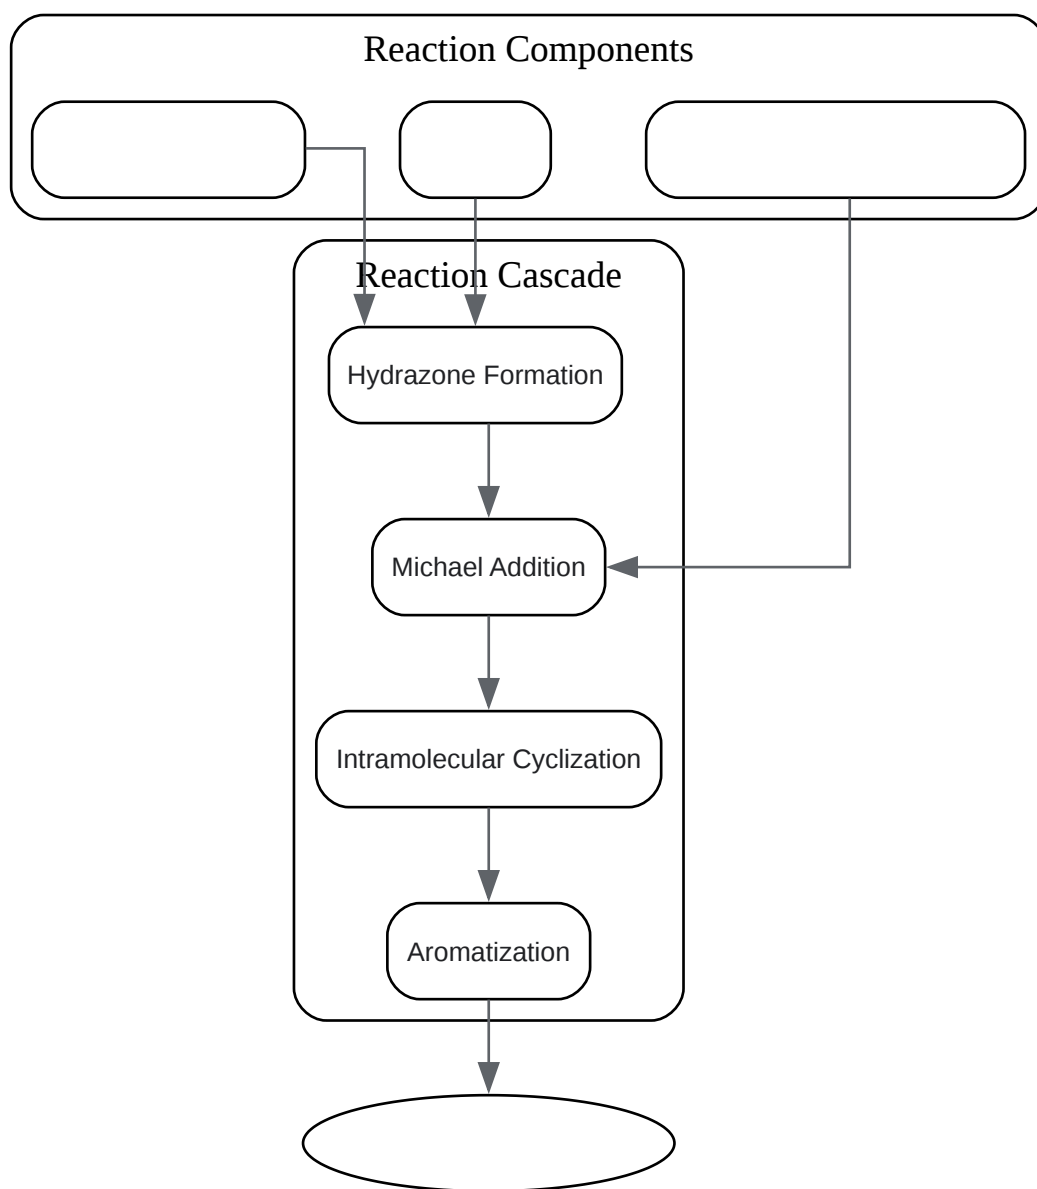 Reaction Components
Reaction Cascade
Hydrazone Formation
Michael Addition
Intramolecular Cyclization
Aromatization